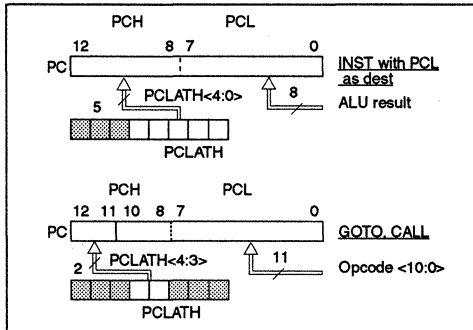 PCH PCL
12 8 7 0
PC
INST with PCL
as dest
5 PCLATH<4:0> 8
ALU result
PCLATH
PCH PCL
12 11 10 8 7 0
PC
GOTO, CALL
2 PCLATH<4:3> 11
Opcode <10:0>
PCLATH